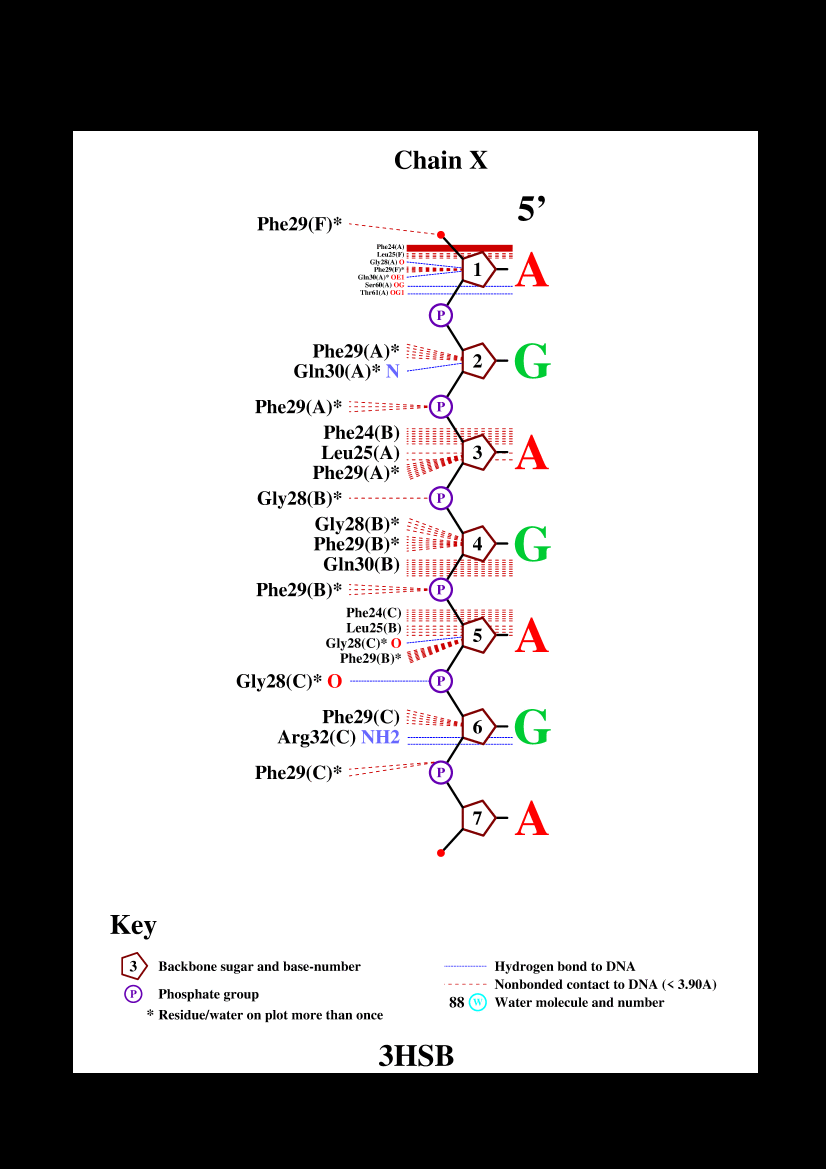 Chain X
5’
Phe29(F)*
Phe24(A)
Leu25(F)
Gly28(A) O
Phe29(F)*
Gln30(A)* OE1
Ser60(A) OG
Thr61(A) OG1
1 A
P
Phe29(A)*
Gln30(A)* N
2 G
Phe29(A)* P
Phe24(B)
Leu25(A)
Phe29(A)*
3 A
Gly28(B)* P
Gly28(B)*
Phe29(B)*
Gln30(B)
4 G
Phe29(B)* P
Phe24(C)
Leu25(B)
Gly28(C)* O
Phe29(B)*
5 A
Gly28(C)* O P
Phe29(C)
Arg32(C) NH2
6 G
Phe29(C)* P
7 A
Key
3 Backbone sugar and base-number
P Phosphate group
* Residue/water on plot more than once
Hydrogen bond to DNA
Nonbonded contact to DNA (< 3.90A)
88 W Water molecule and number
3HSB